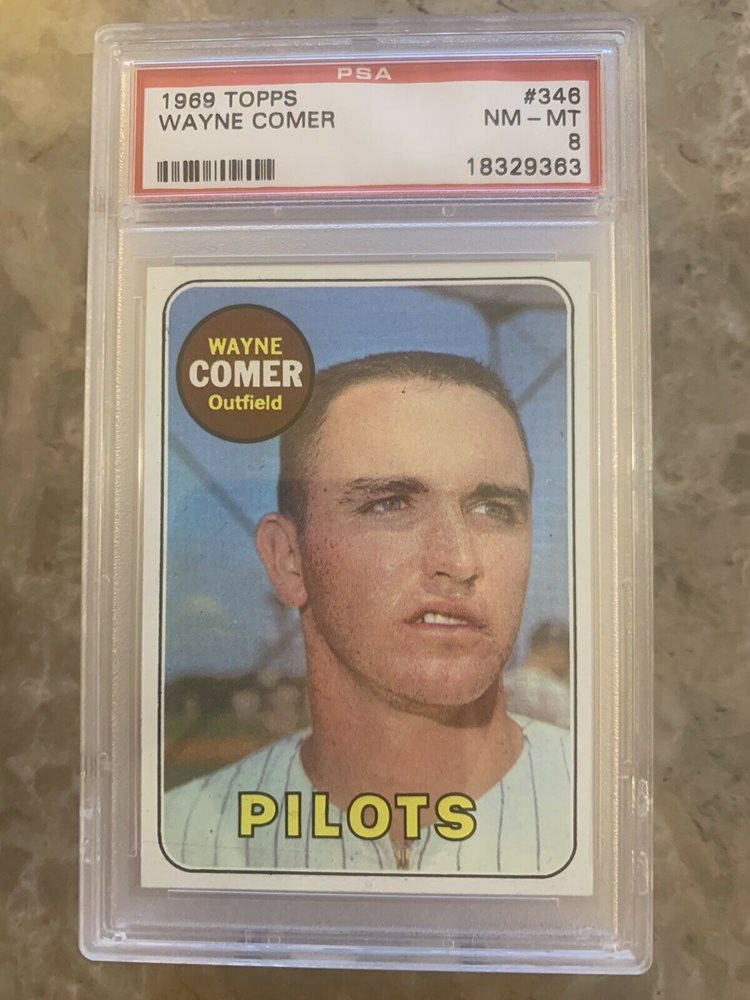 PSA
1969 TOPPS #346
WAYNE COMER NM - MT
8
18329363
WAYNE
COMER
Outfield
PILOTS